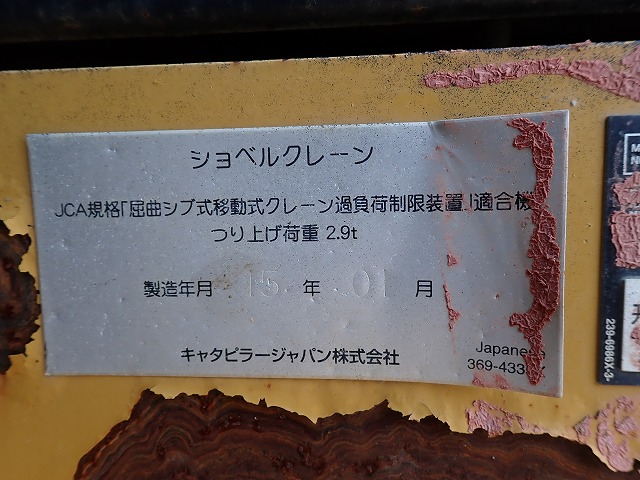 ショベルクレーン
JCA規格「屈曲ジブ式移動式クレーン過負荷制限装置」適合機
つり上げ荷重 2.9t
製造年月 15 年 01 月
キャタピラージャパン株式会社
Japanese
239-6986X-3-